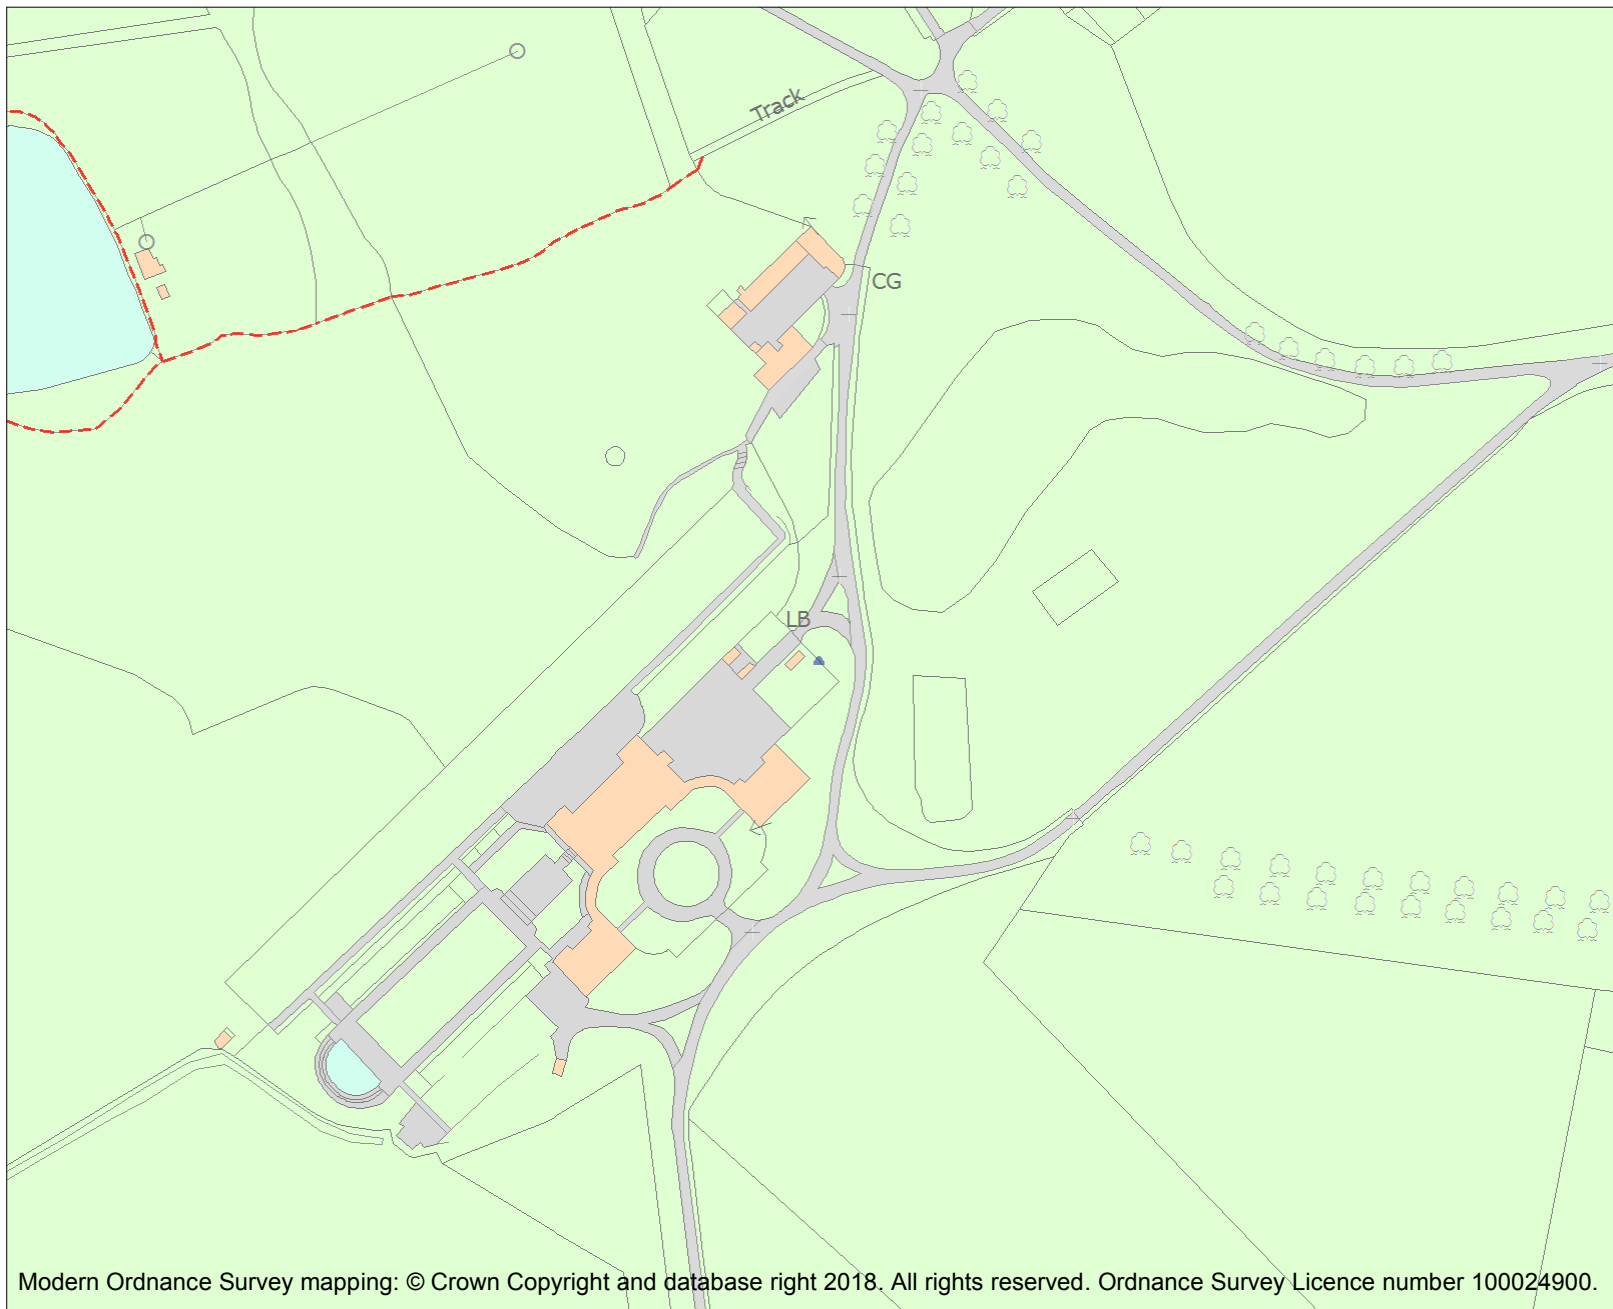 Track
CG
LB
Modern Ordnance Survey mapping: © Crown Copyright and database right 2018. All rights reserved. Ordnance Survey Licence number 100024900.